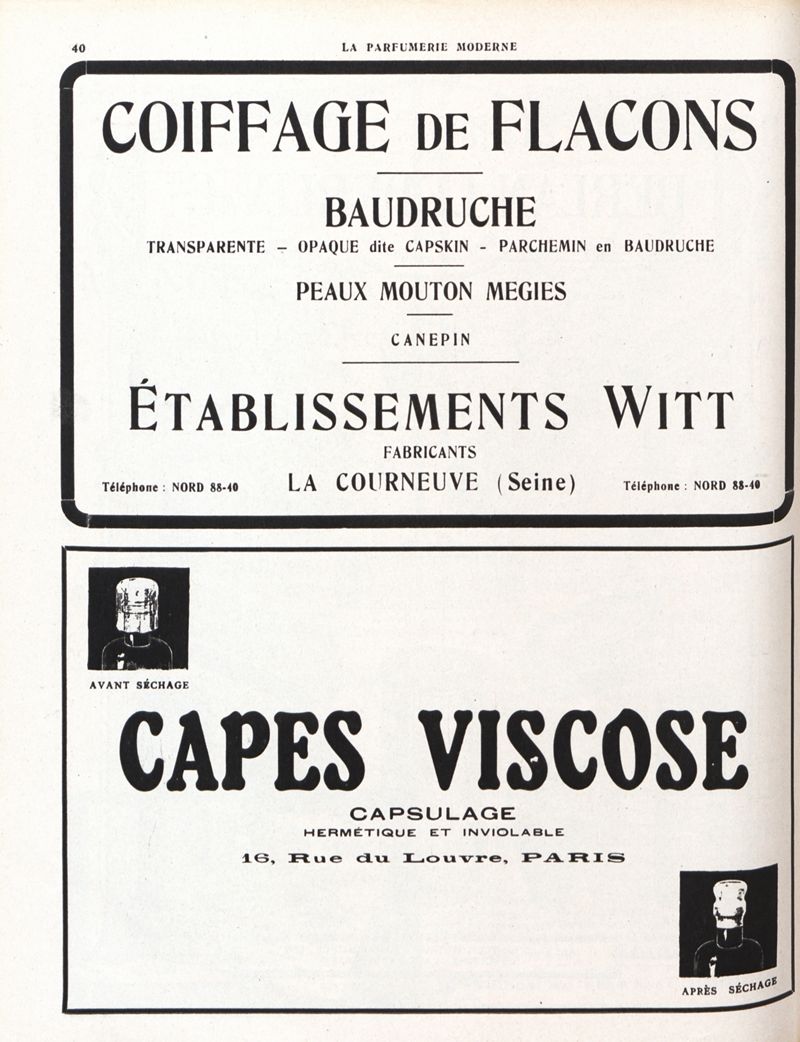 40
LA PARFUMERIE MODERNE
COIFFAGE DE FLACONS
BAUDRUCHE
TRANSPARENTE – OPAQUE dite CAPSKIN - PARCHEMIN en BAUDRUCHE
PEAUX MOUTON MEGIES
CANEPIN
ÉTABLISSEMENTS WITT
FABRICANTS
Téléphone : NORD 88-40 LA COURNEUVE (Seine) Téléphone : NORD 88-40
AVANT SÉCHAGE
CAPES VISCOSE
CAPSULAGE
HERMÉTIQUE ET INVIOLABLE
16, Rue du Louvre, PARIS
APRÈS SÉCHAGE